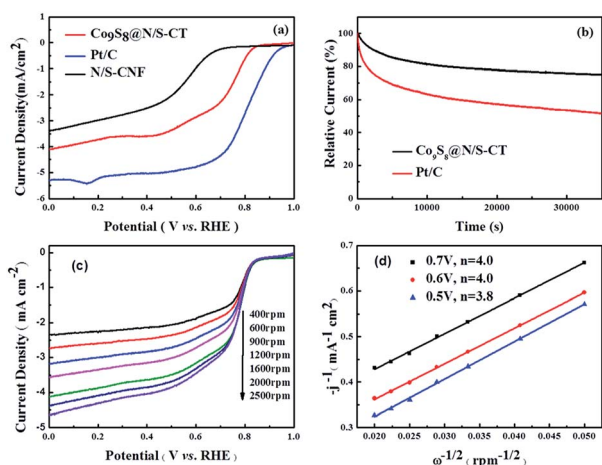 (a)
Co9S8@N/S-CT
Pt/C
N/S-CNF
0
-1
-2
-3
-4
-5
-6
Current Density(mA/cm²)
0.0 0.2 0.4 0.6 0.8 1.0
Potential ( V vs. RHE )
(b)
100
80
60
40
20
0
Relative Current (%)
Co₉S₈@N/S-CT
Pt/C
0 10000 20000 30000
Time (s)
(c)
0
-1
-2
-3
-4
-5
Current Density ( mA cm⁻²)
400rpm
600rpm
900rpm
1200rpm
1600rpm
2000rpm
2500rpm
0.0 0.2 0.4 0.6 0.8 1.0
Potential ( V vs. RHE )
(d)
0.7V, n=4.0
0.6V, n=4.0
0.5V, n=3.8
0.7
0.6
0.5
0.4
0.3
-j⁻¹( mA⁻¹ cm²)
0.020 0.025 0.030 0.035 0.040 0.045 0.050
ω⁻¹/² ( rpm⁻¹/²)